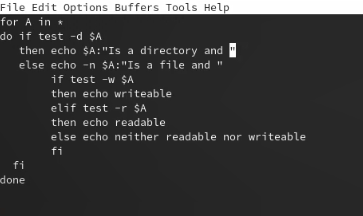 File Edit Options Buffers Tools Help
for A in *
do if test -d $A
   then echo $A:"Is a directory and "
   else echo -n $A:"Is a file and "
        if test -w $A
        then echo writeable
        elif test -r $A
        then echo readable
        else echo neither readable nor writeable
        fi
  fi
done